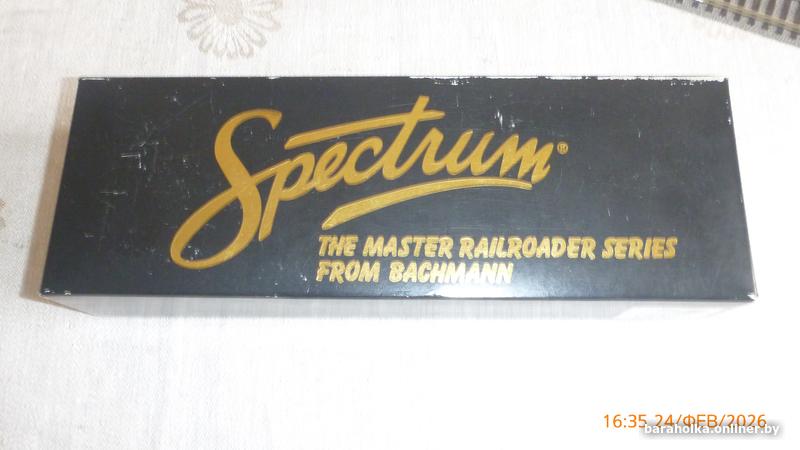 Spectrum®
THE MASTER RAILROADER SERIES
FROM BACHMANN
16:35 24/ФЕВ/2026
baraholka.onliner.by